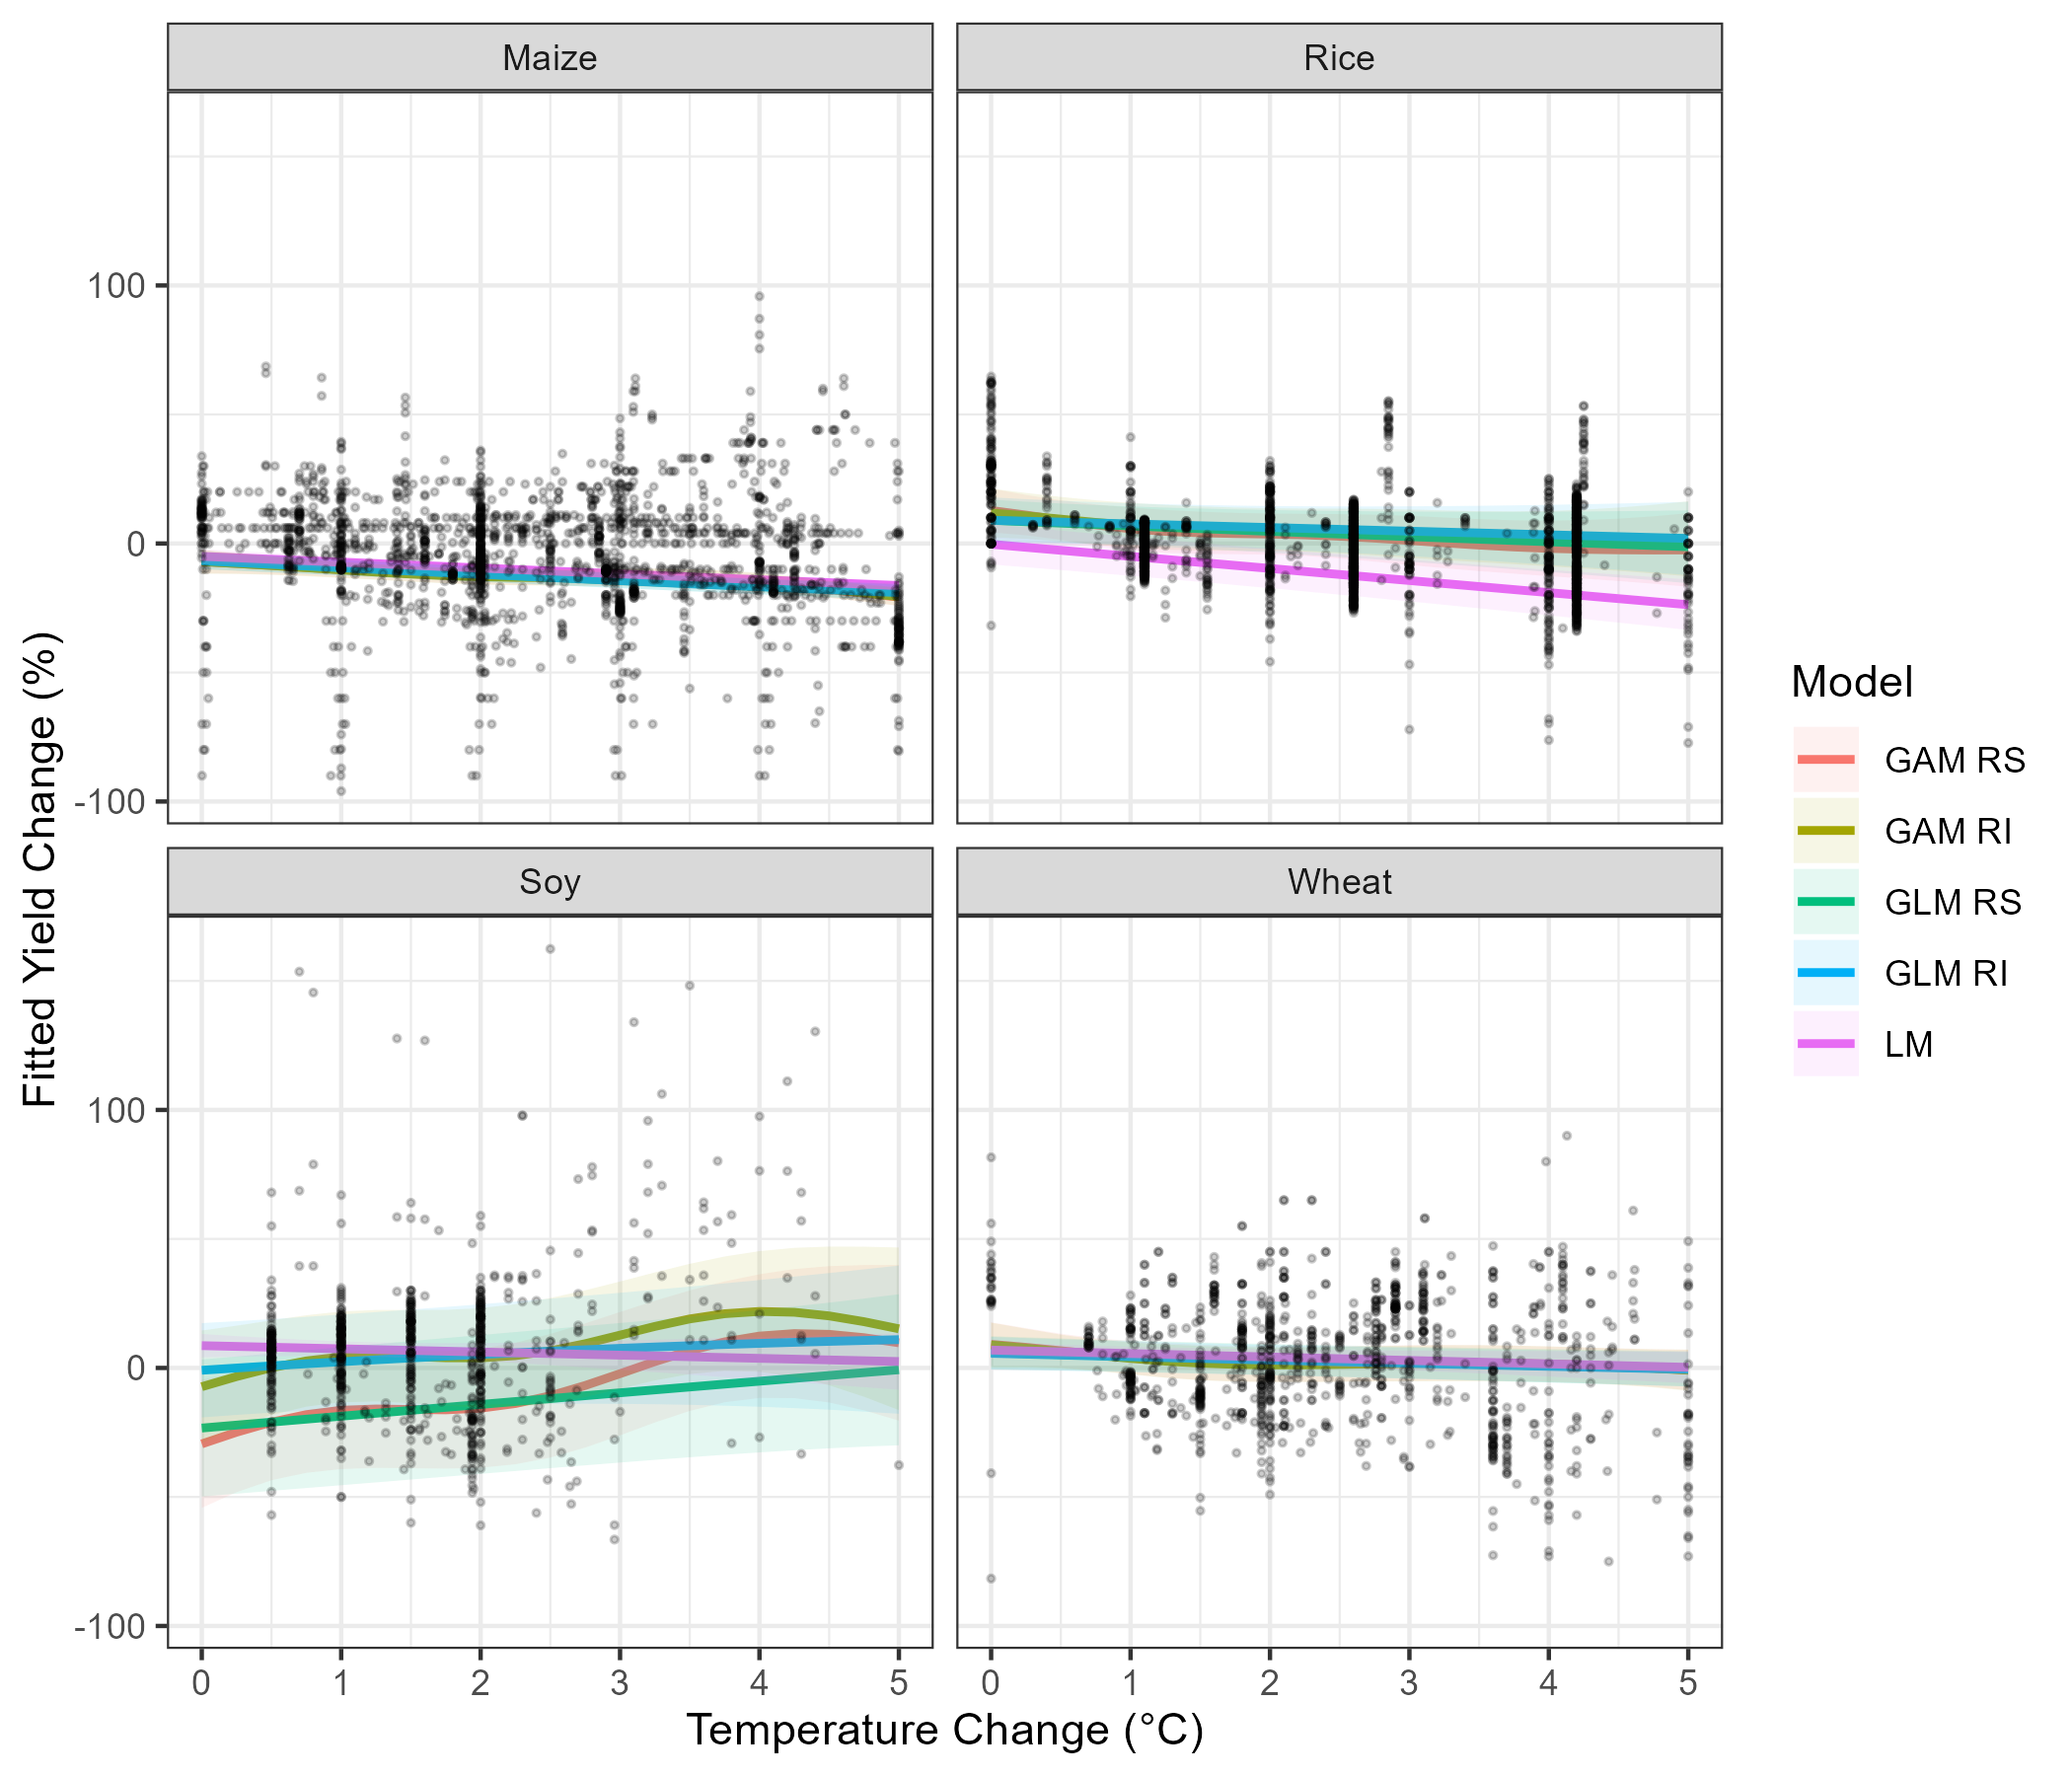 Maize
Rice
100
0
-100
Soy
Wheat
100
0
-100
0 1 2 3 4 5
0 1 2 3 4 5
Temperature Change (°C)
Fitted Yield Change (%)
Model
GAM RS
GAM RI
GLM RS
GLM RI
LM